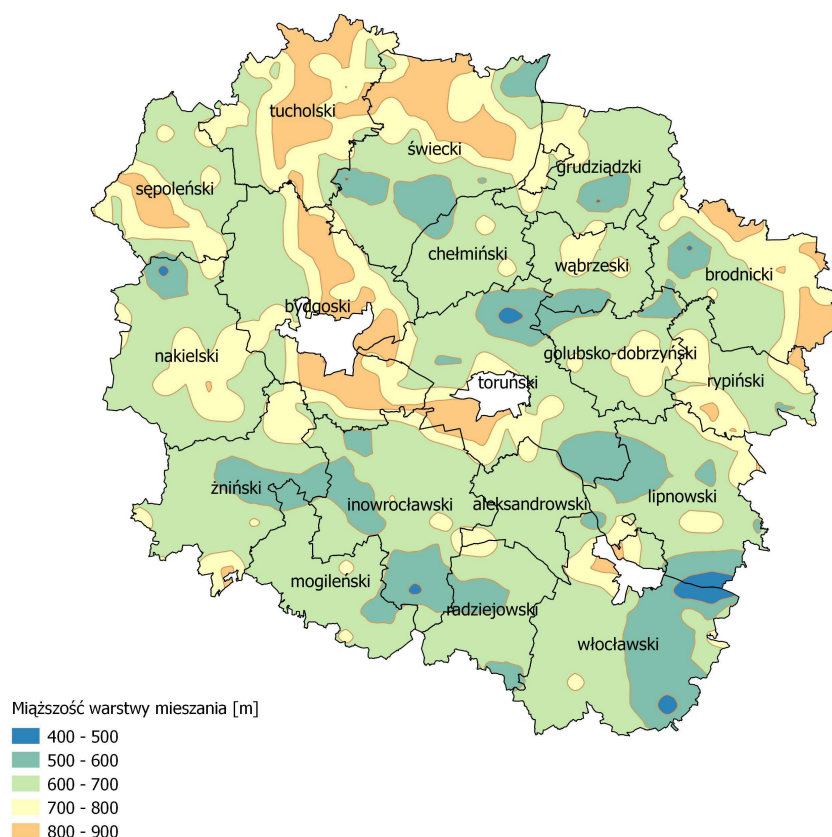 tucholski
świecki
grudziądzki
sępoleński
chełmiński
wąbrzeski
brodnicki
bydgoski
nakielski
golubsko-dobrzyński
toruński
rypiński
żniński
inowrocławski
aleksandrowski
lipnowski
mogileński
radziejowski
włocławski
Miąższość warstwy mieszania [m]
400 - 500
500 - 600
600 - 700
700 - 800
800 - 900